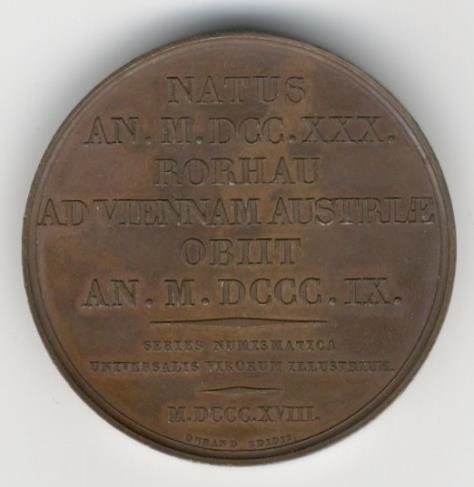 NATUS
AN. M. DCC. XXX.
RORHAU
AD VIENNAM AUSTRIÆ
OBIIT
AN. M. DCCC. IX.
SERIES NUMISMATICA
UNIVERSALIS VIRORUM ILLUSTRIUM.
M.DCCC.XVIII.
DURAND EDIDIT.